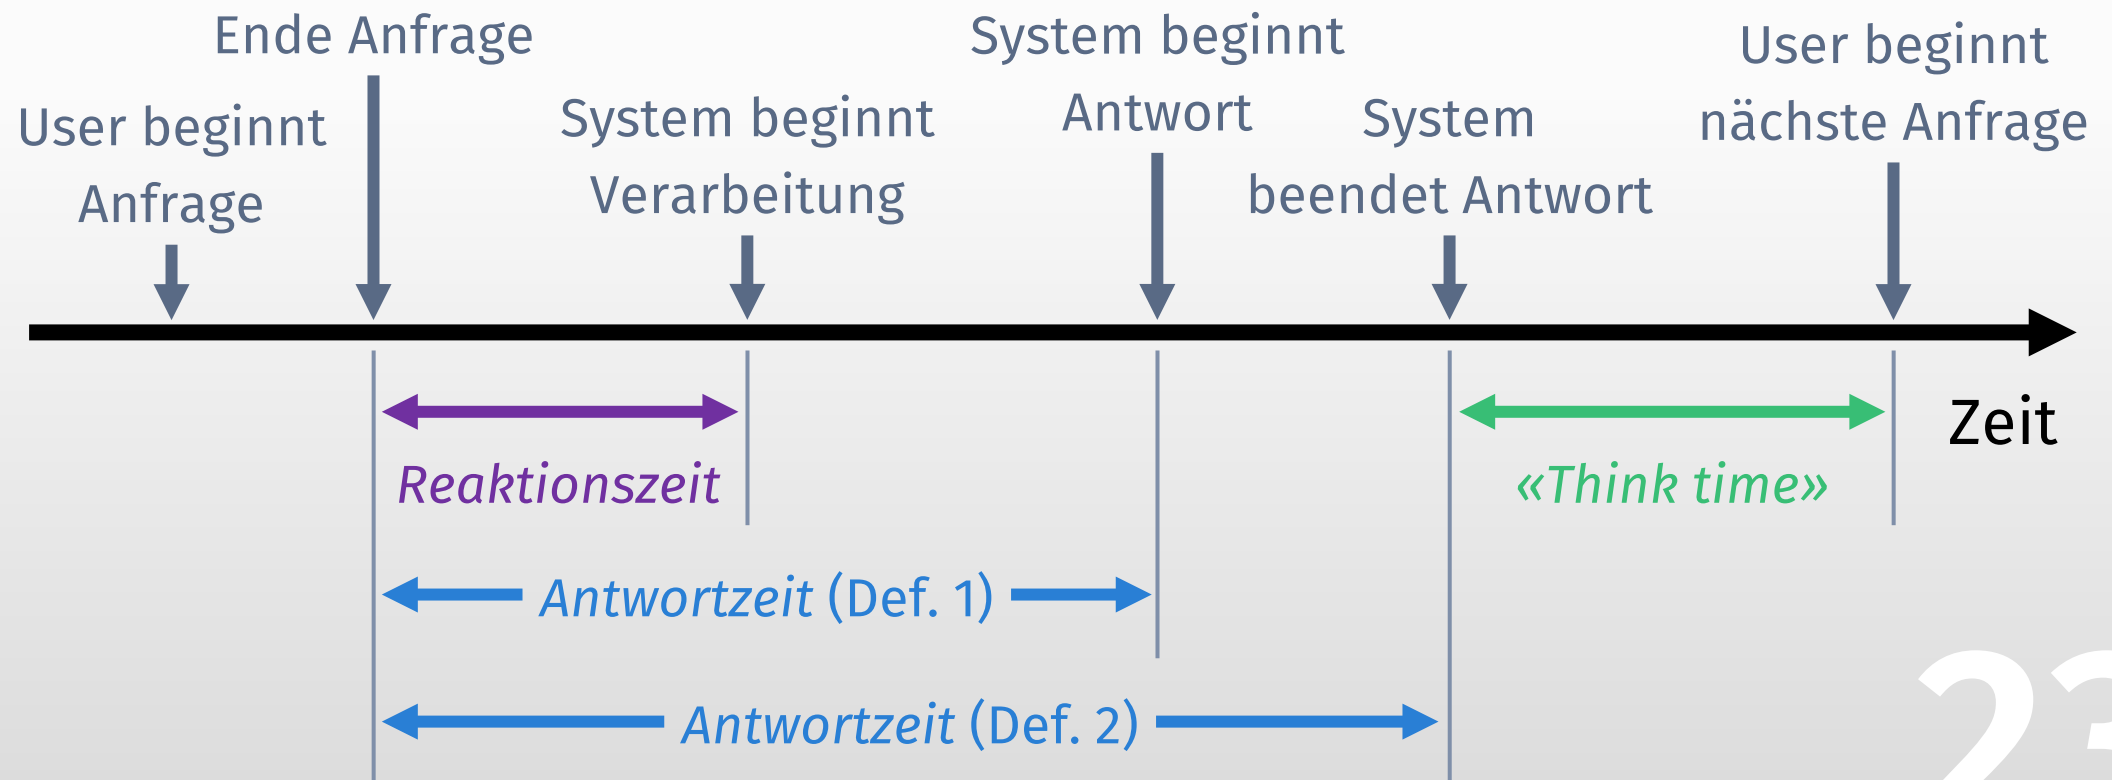 Ende Anfrage
User beginnt
Anfrage
System beginnt
Verarbeitung
System beginnt
Antwort
System
beendet Antwort
User beginnt
nächste Anfrage
Zeit
Reaktionszeit
«Think time»
Antwortzeit (Def. 1)
Antwortzeit (Def. 2)
23